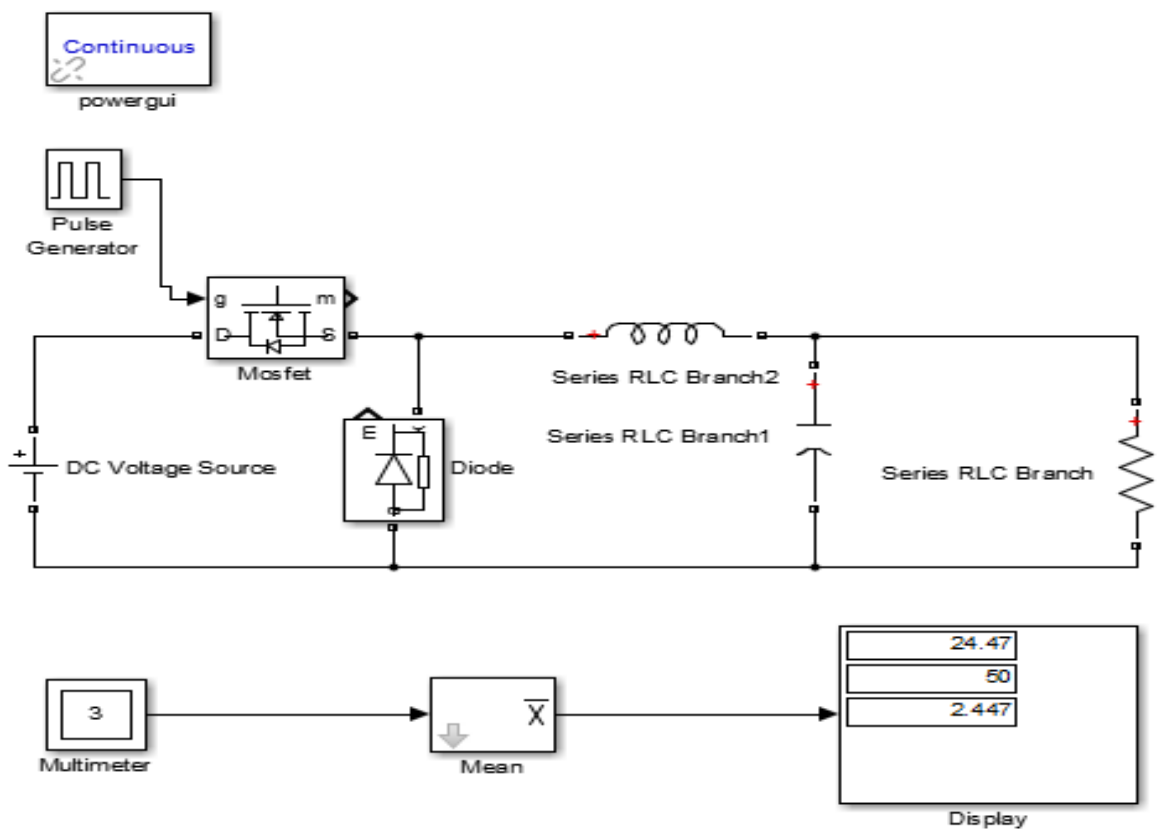 Continuous
powergui
Pulse
Generator
g
m
D
S
Mosfet
Series RLC Branch2
m
Series RLC Branch1
+
DC Voltage Source
Diode
Series RLC Branch
24.47
50
2.447
3
X
Multimeter
Mean
Display